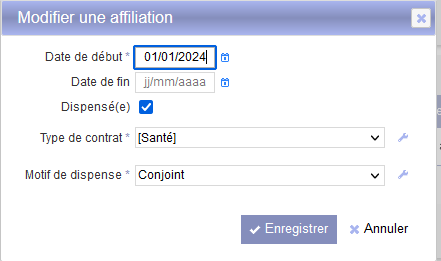 Modifier une affiliation
Date de début * 01/01/2024
Date de fin jj/mm/aaaa
Dispensé(e)
Type de contrat * [Santé]
Motif de dispense * Conjoint
Enregistrer Annuler